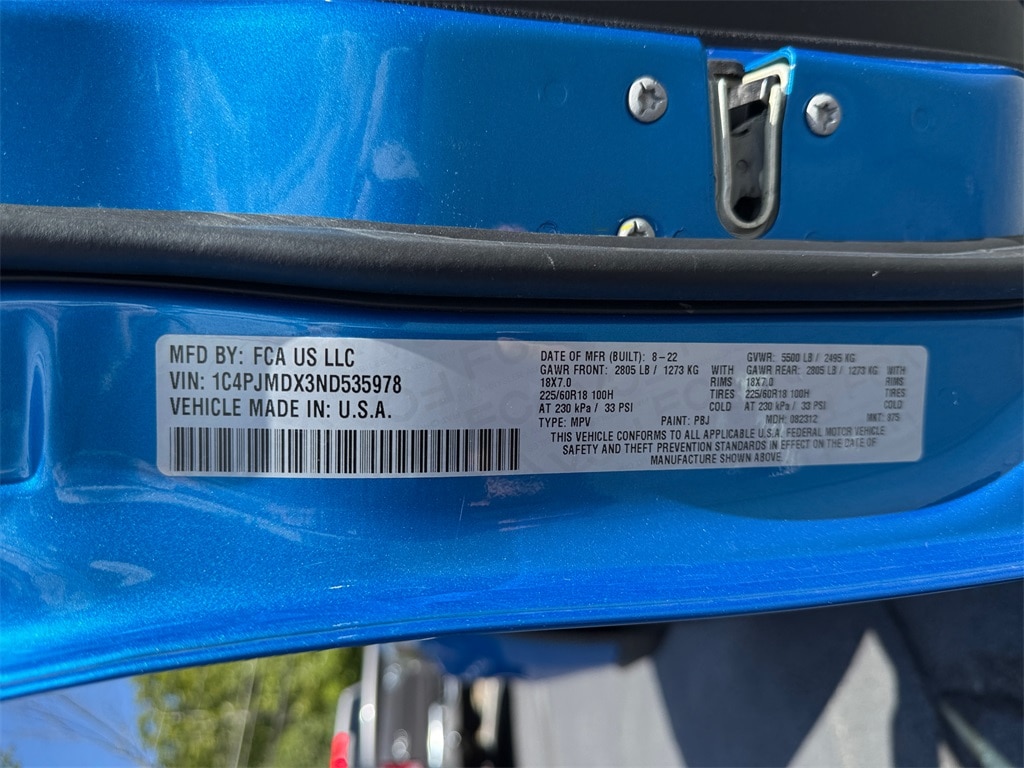 MFD BY: FCA US LLC
VIN: 1C4PJMDX3ND535978
VEHICLE MADE IN: U.S.A.
DATE OF MFR (BUILT): 8-22 GVWR: 5500 LB / 2495 KG
GAWR FRONT: 2805 LB / 1273 KG WITH GAWR REAR: 2805 LB / 1273 KG WITH
18X7.0 RIMS 18X7.0 RIMS
225/60R18 100H TIRES 225/60R18 100H TIRES
AT 230 kPa / 33 PSI COLD AT 230 kPa / 33 PSI COLD
TYPE: MPV PAINT: PBJ MDH: 082312 MKT: 875
THIS VEHICLE CONFORMS TO ALL APPLICABLE U.S.A. FEDERAL MOTOR VEHICLE
SAFETY AND THEFT PREVENTION STANDARDS IN EFFECT ON THE DATE OF
MANUFACTURE SHOWN ABOVE.